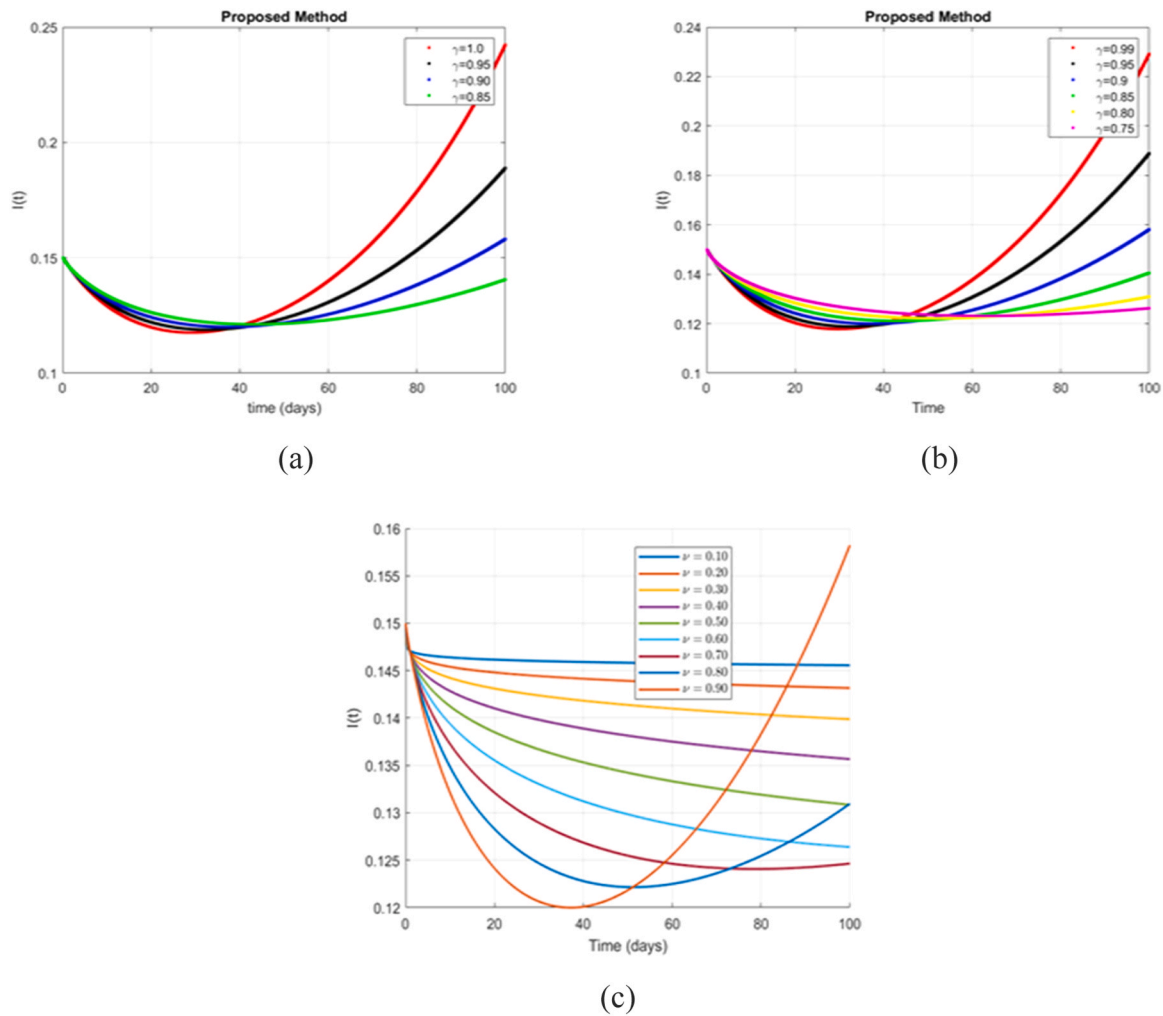 Proposed Method
0.25
0.2
0.15
0.1
I(t)
γ=1.0
γ=0.95
γ=0.90
γ=0.85
0 20 40 60 80 100
time (days)
(a)
Proposed Method
0.24
0.22
0.2
0.18
0.16
0.14
0.12
0.1
I(t)
γ=0.99
γ=0.95
γ=0.9
γ=0.85
γ=0.80
γ=0.75
0 20 40 60 80 100
Time
(b)
0.16
0.155
0.15
0.145
0.14
0.135
0.13
0.125
0.12
I(t)
ν = 0.10
ν = 0.20
ν = 0.30
ν = 0.40
ν = 0.50
ν = 0.60
ν = 0.70
ν = 0.80
ν = 0.90
0 20 40 60 80 100
Time (days)
(c)